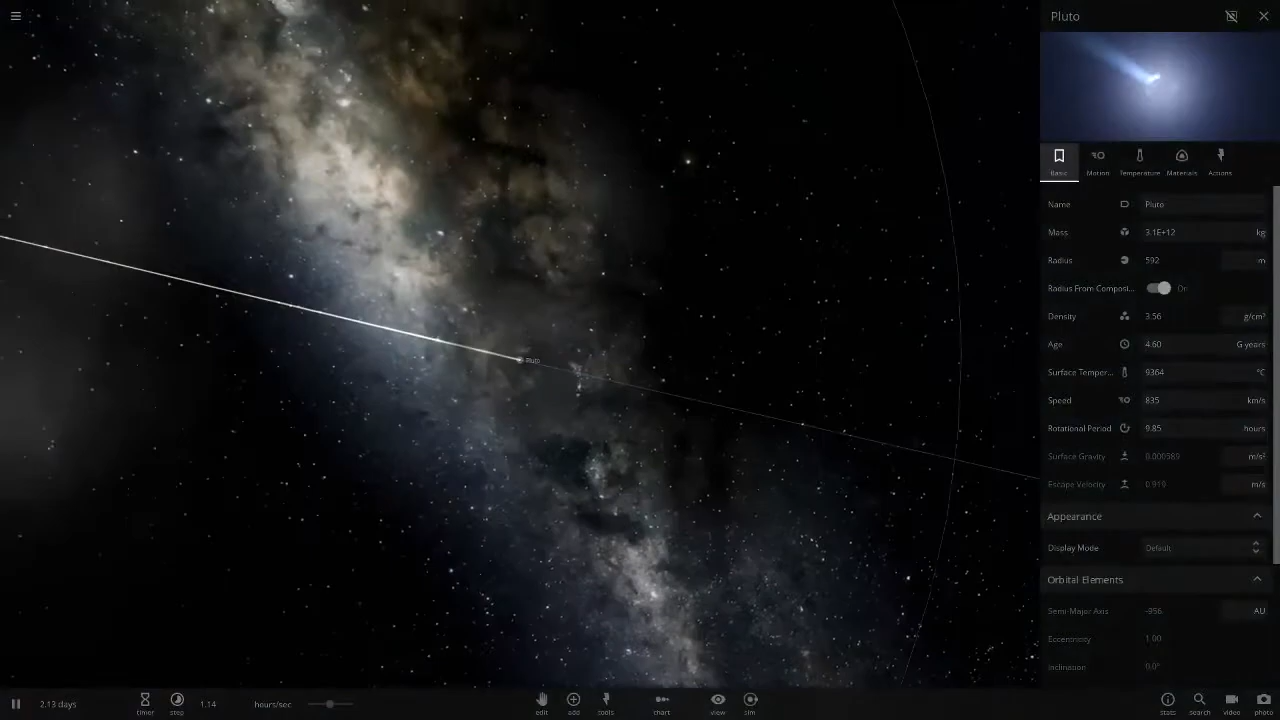 Pluto
Basic Motion Temperature Materials Actions
Name Pluto
Mass 3.1E+12 kg
Radius 592 m
Radius From Composi... On
Density 3.56 g/cm³
Age 4.60 G years
Surface Temper... 9364 °C
Speed 835 km/s
Rotational Period 9.85 hours
Surface Gravity 0.000589 m/s²
Escape Velocity 0.919 m/s
Appearance
Display Mode Default
Orbital Elements
Semi-Major Axis -956 AU
Eccentricity 1.00
Inclination 0.0°
Pluto
2.13 days timer step 1.14 hours/sec edit add tools chart view sim stats search video photo